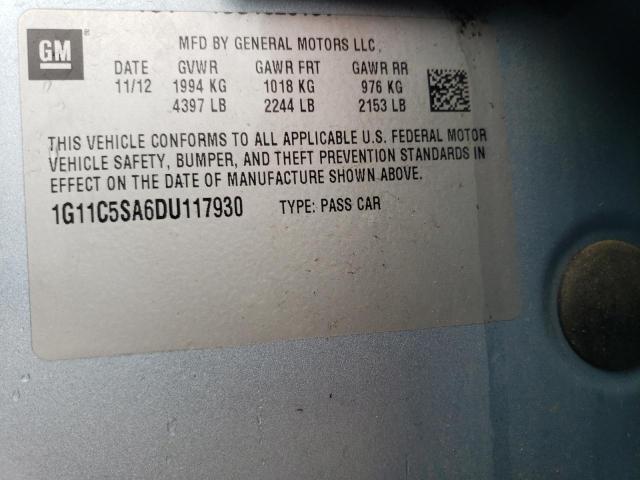 GM
MFD BY GENERAL MOTORS LLC
DATE GVWR GAWR FRT GAWR RR
11/12 1994 KG 1018 KG 976 KG
4397 LB 2244 LB 2153 LB
THIS VEHICLE CONFORMS TO ALL APPLICABLE U.S. FEDERAL MOTOR
VEHICLE SAFETY, BUMPER, AND THEFT PREVENTION STANDARDS IN
EFFECT ON THE DATE OF MANUFACTURE SHOWN ABOVE.
1G11C5SA6DU117930 TYPE: PASS CAR